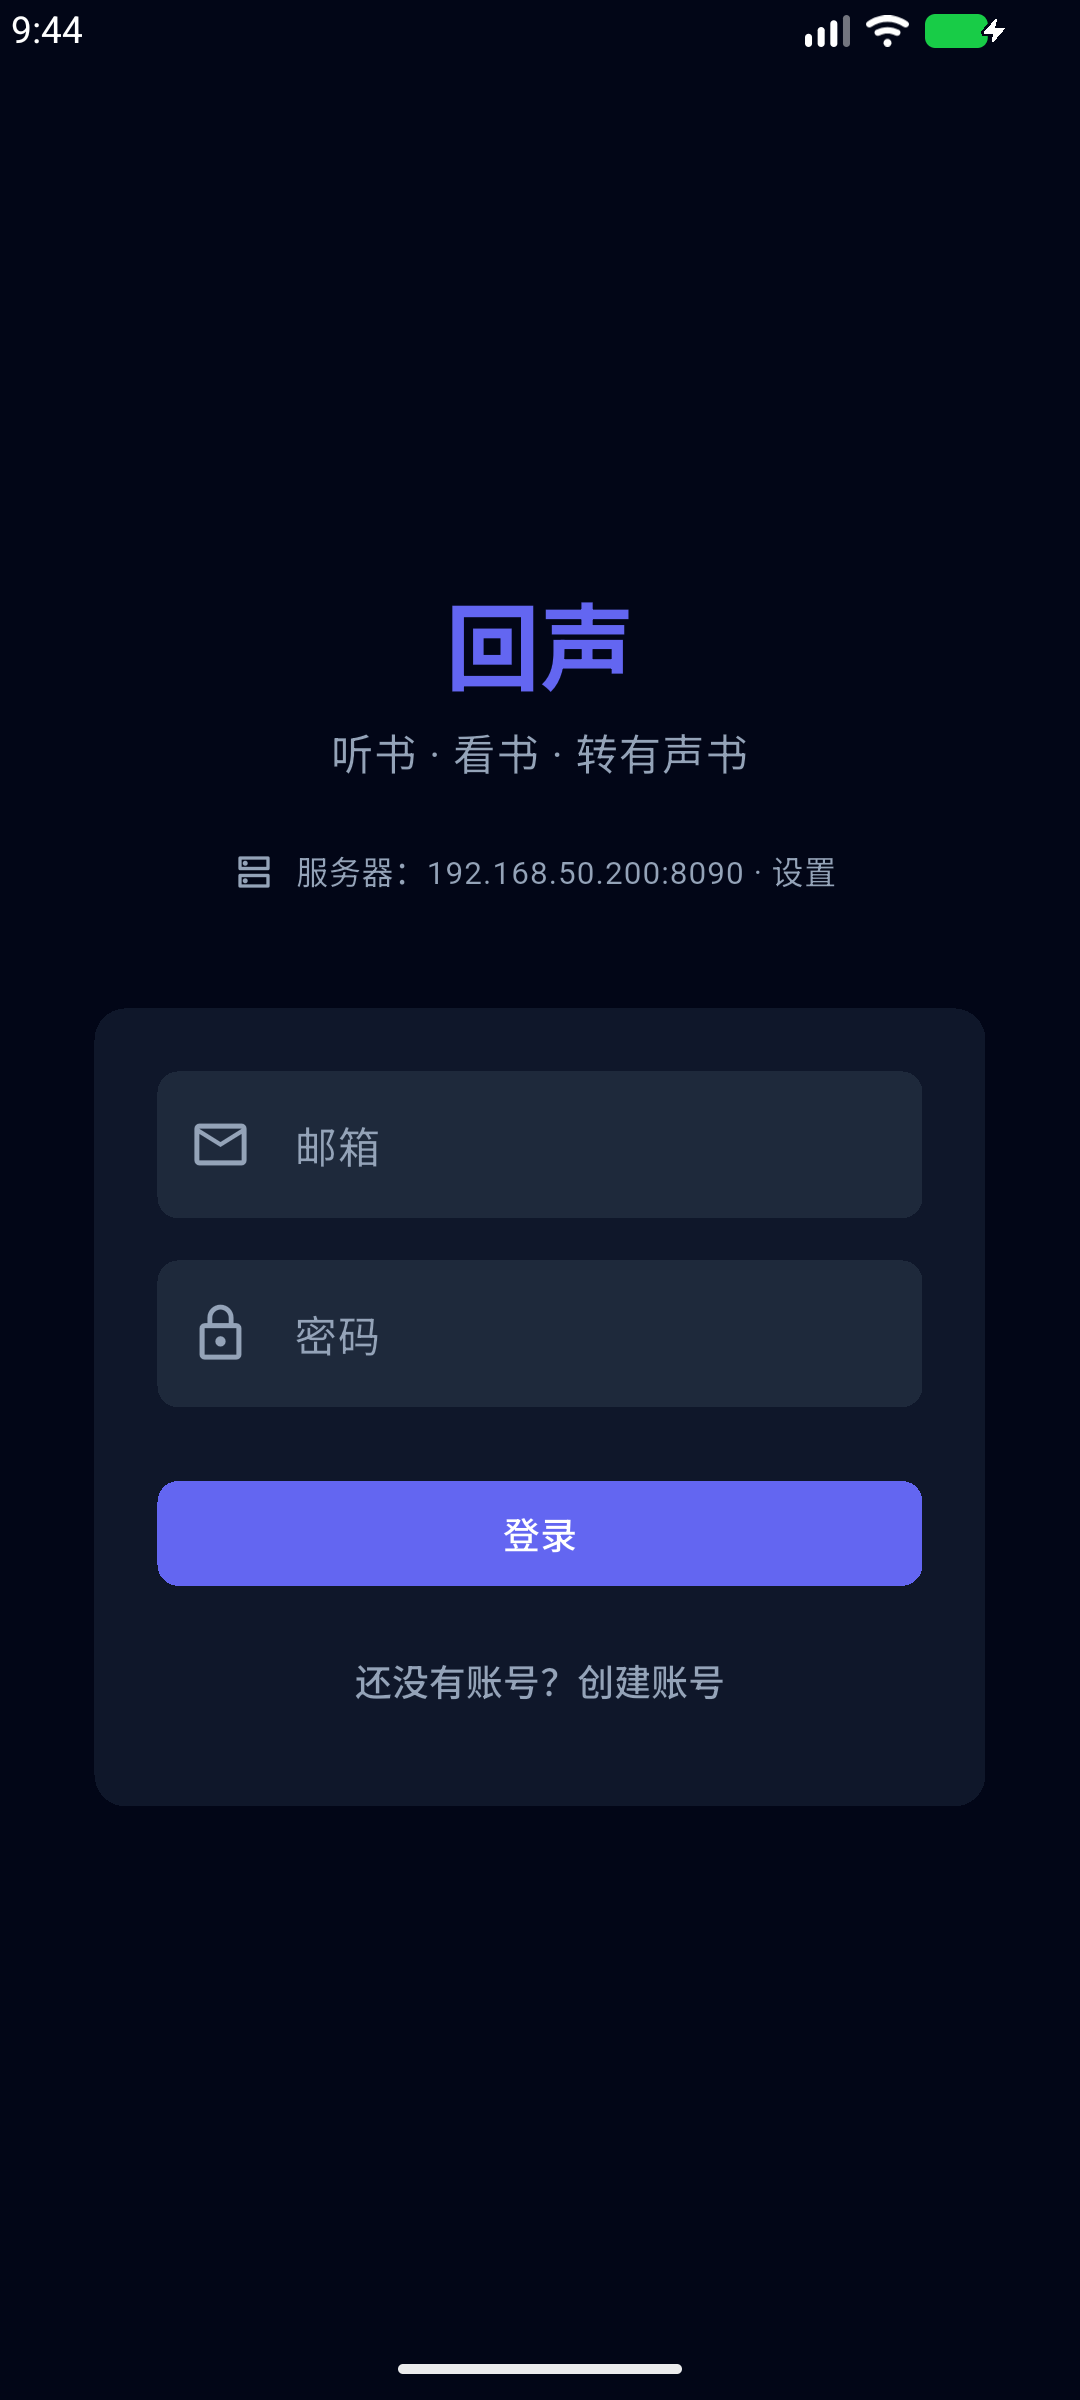 9:44
回声
听书 · 看书 · 转有声书
服务器：192.168.50.200:8090 · 设置
邮箱
密码
登录
还没有账号？创建账号